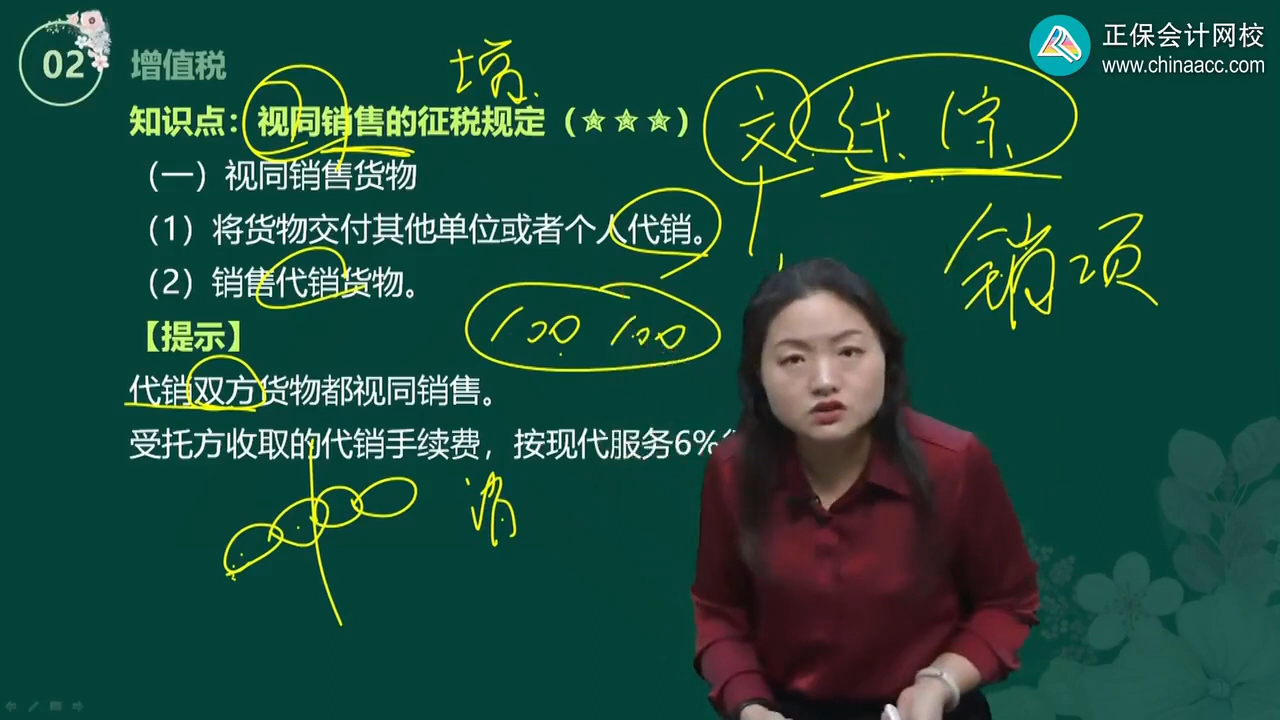 02 增值税
正保会计网校
www.chinaacc.com
增
知识点：视同销售的征税规定（☆☆☆）
（一）视同销售货物
（1）将货物交付其他单位或者个人代销。
（2）销售代销货物。
销项
【提示】
100 100
代销双方货物都视同销售。
受托方收取的代销手续费，按现代服务6%
消